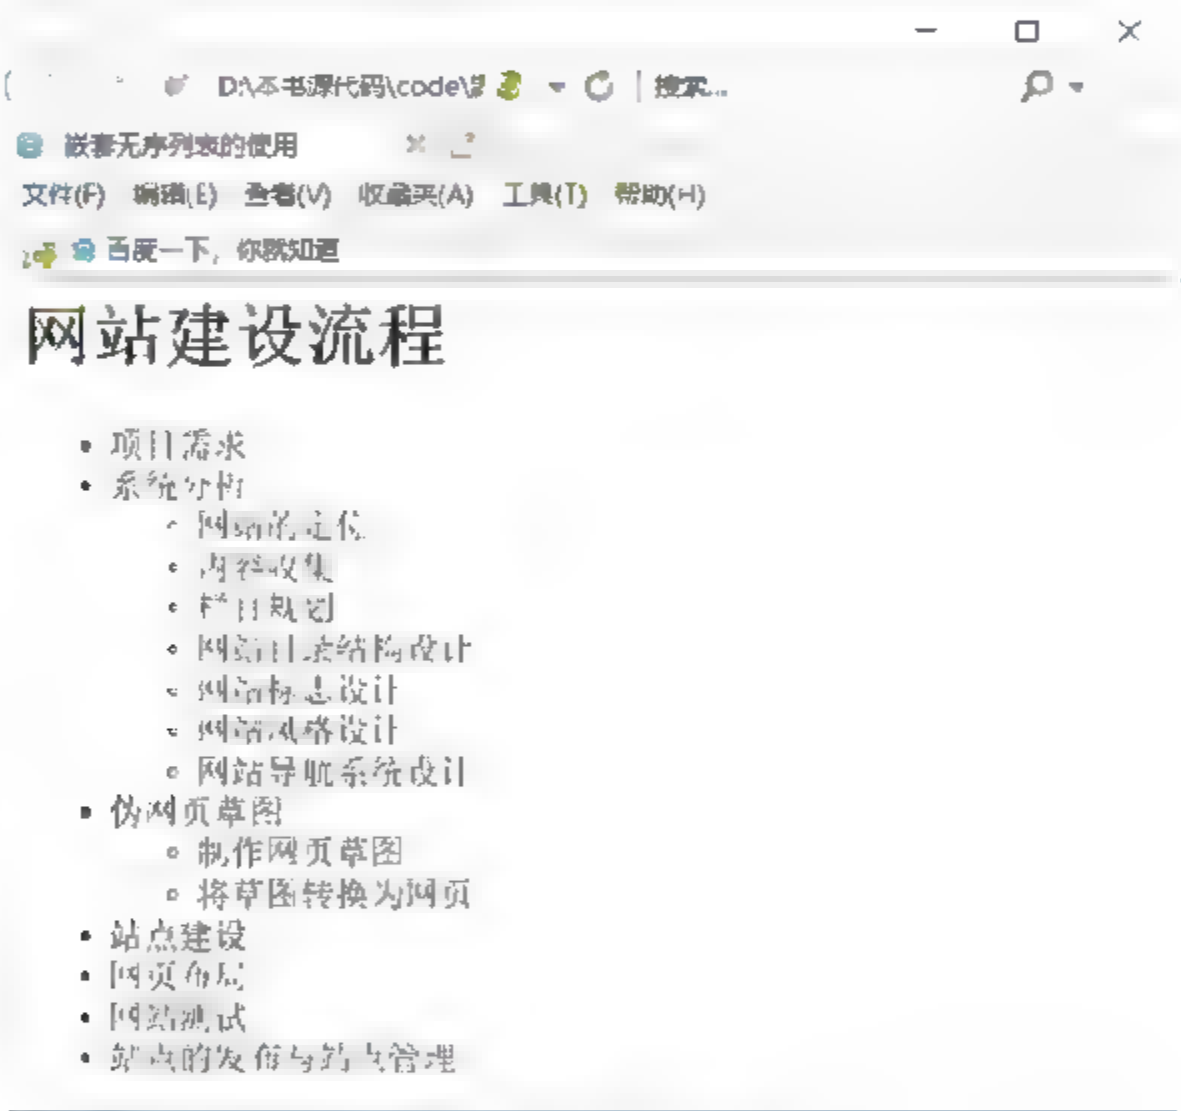 D:\本书源代码\code\ 搜索...
嵌套无序列表的使用
文件(F) 编辑(E) 查看(V) 收藏夹(A) 工具(T) 帮助(H)
百度一下，你就知道
网站建设流程
项目需求
系统分析
网站的定位
内容收集
栏目规划
网站目录结构设计
网站标志设计
网站风格设计
网站导航系统设计
伪网页草图
制作网页草图
将草图转换为网页
站点建设
网页布局
网站测试
站点的发布与站点管理